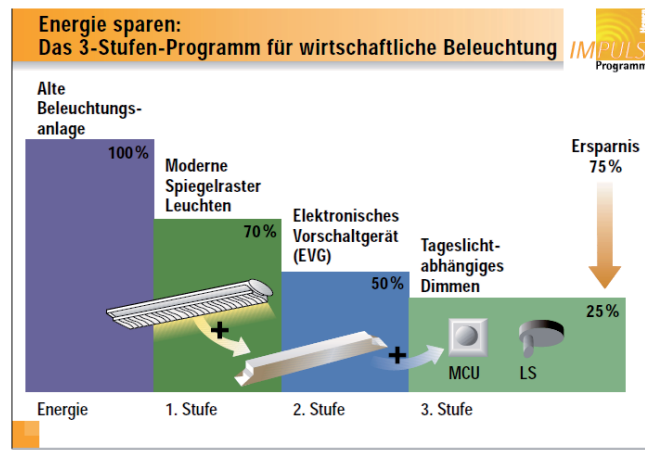 Energie sparen:
Das 3-Stufen-Programm für wirtschaftliche Beleuchtung
Hessen
IMPULS
Programm
Alte
Beleuchtungs-
anlage
100%
Moderne
Spiegelraster
Leuchten
70%
Elektronisches
Vorschaltgerät
(EVG)
50%
Tageslicht-
abhängiges
Dimmen
Ersparnis
75%
25%
MCU
LS
Energie
1. Stufe
2. Stufe
3. Stufe